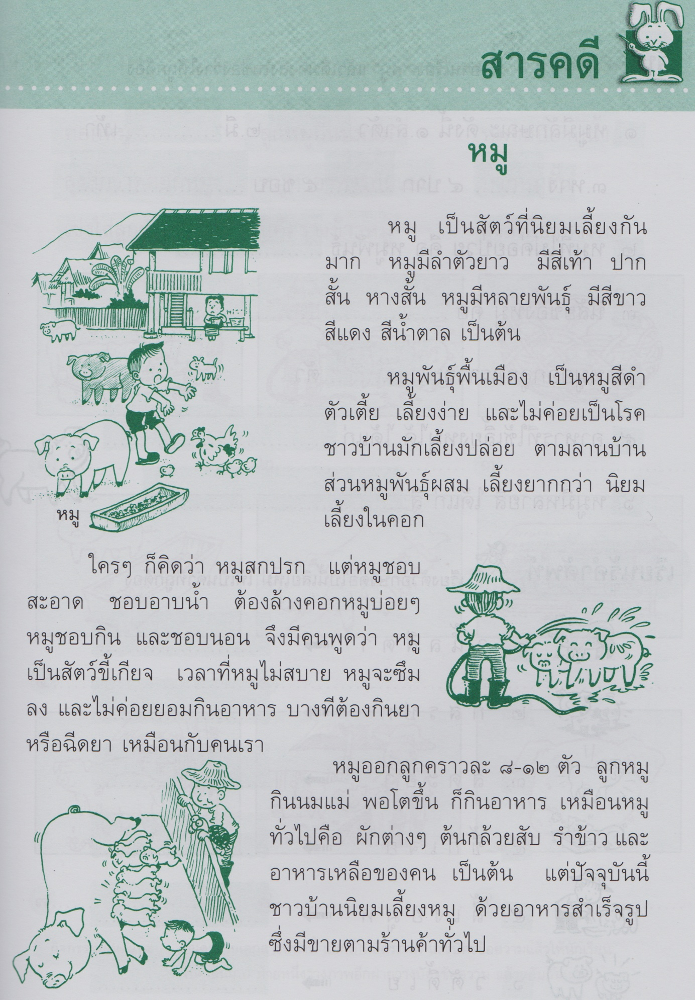 สารคดี
หมู
หมู เป็นสัตว์ที่นิยมเลี้ยงกัน
มาก หมูมีลำตัวยาว มีสี่เท้า ปาก
สั้น หางสั้น หมูมีหลายพันธุ์ มีสีขาว
สีแดง สีน้ำตาล เป็นต้น
หมูพันธุ์พื้นเมือง เป็นหมูสีดำ
ตัวเตี้ย เลี้ยงง่าย และไม่ค่อยเป็นโรค
ชาวบ้านมักเลี้ยงปล่อย ตามลานบ้าน
ส่วนหมูพันธุ์ผสม เลี้ยงยากกว่า นิยม
เลี้ยงในคอก
หมู
ใครๆ ก็คิดว่า หมูสกปรก แต่หมูชอบ
สะอาด ชอบอาบน้ำ ต้องล้างคอกหมูบ่อยๆ
หมูชอบกิน และชอบนอน จึงมีคนพูดว่า หมู
เป็นสัตว์ขี้เกียจ เวลาที่หมูไม่สบาย หมูจะซึม
ลง และไม่ค่อยยอมกินอาหาร บางทีต้องกินยา
หรือฉีดยา เหมือนกับคนเรา
หมูออกลูกคราวละ ๘-๑๒ ตัว ลูกหมู
กินนมแม่ พอโตขึ้น ก็กินอาหาร เหมือนหมู
ทั่วไปคือ ผักต่างๆ ต้นกล้วยสับ รำข้าว และ
อาหารเหลือของคน เป็นต้น แต่ปัจจุบันนี้
ชาวบ้านนิยมเลี้ยงหมู ด้วยอาหารสำเร็จรูป
ซึ่งมีขายตามร้านค้าทั่วไป